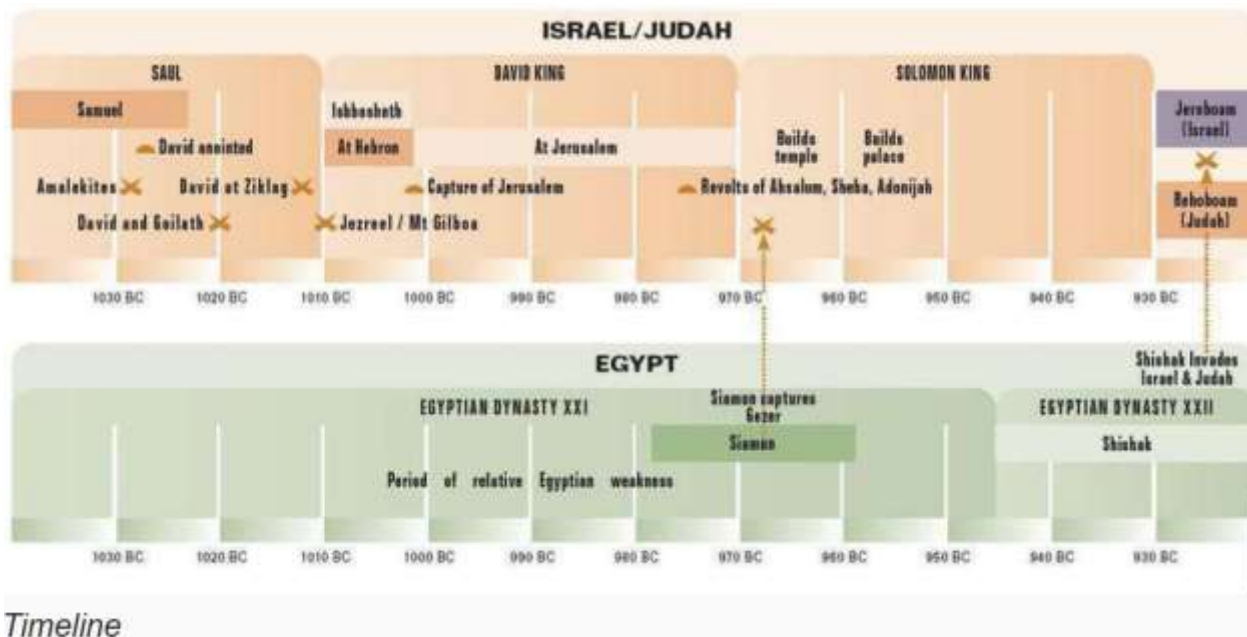 ISRAEL/JUDAH
SAUL
DAVID KING
SOLOMON KING
Samuel
Ishbosheth
Jeroboam
(Israel)
David anointed
At Hebron
At Jerusalem
Builds
temple
Builds
palace
Amalekites
David at Ziklag
Capture of Jerusalem
Revolts of Absalum, Sheba, Adonijah
Rehoboam
(Judah)
David and Goilath
Jezreel / Mt Gilboa
1030 BC
1020 BC
1010 BC
1000 BC
990 BC
980 BC
970 BC
960 BC
950 BC
940 BC
930 BC
EGYPT
Shishak Invades
Israel & Judah
EGYPTIAN DYNASTY XXI
Siamon captures
Gezer
EGYPTIAN DYNASTY XXII
Siamon
Shishak
Period of relative Egyptian weakness
1030 BC
1020 BC
1010 BC
1000 BC
990 BC
980 BC
970 BC
960 BC
950 BC
940 BC
930 BC
Timeline